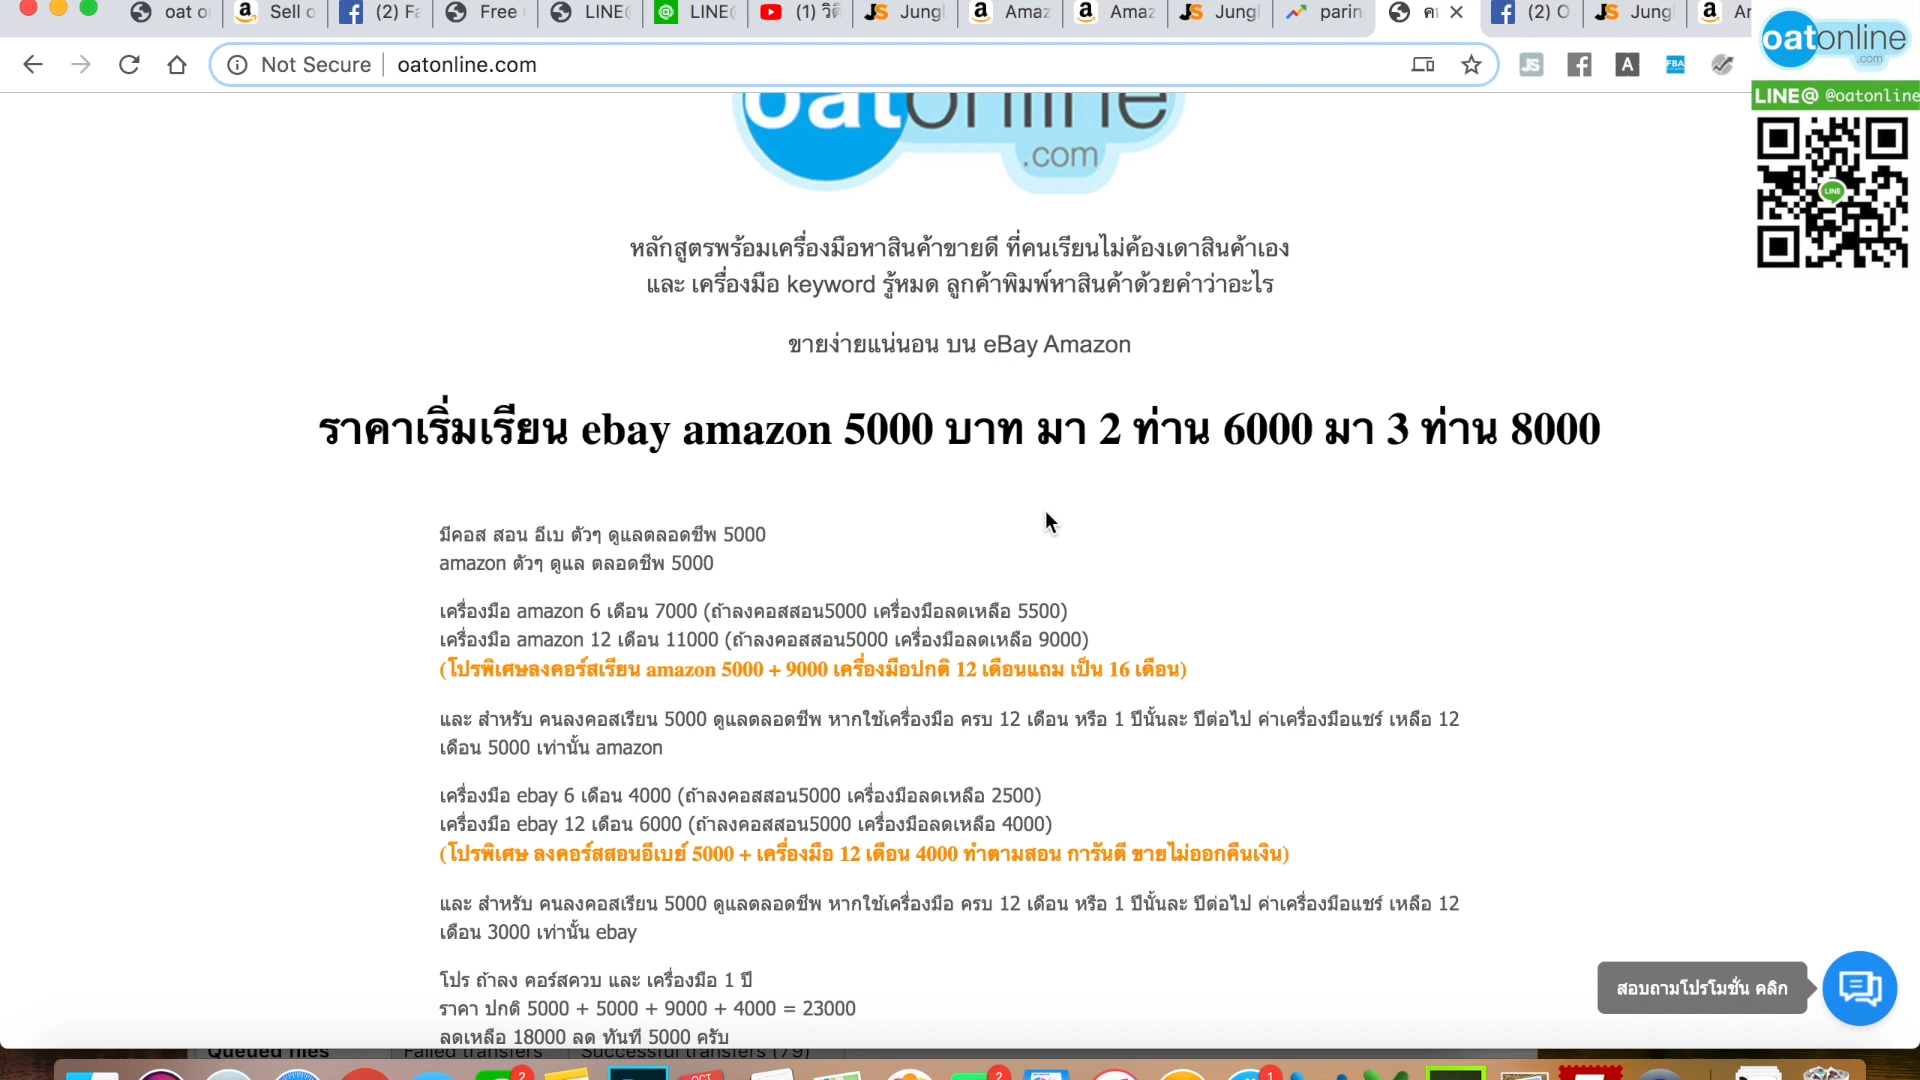 oat o
Sell o
(2) Fa
Free
LINE@
LINE@
(1) วิธี
Jungl
Amaz
Amaz
Jungl
parin
(2) O
Jung
Not Secure
oatonline.com
oatonline
.com
LINE@ @oatonline
LINE
oatonline
.com
หลักสูตรพร้อมเครื่องมือหาสินค้าขายดี ที่คนเรียนไม่ค้องเดาสินค้าเอง
และ เครื่องมือ keyword รู้หมด ลูกค้าพิมพ์หาสินค้าด้วยคำว่าอะไร
ขายง่ายแน่นอน บน eBay Amazon
ราคาเริ่มเรียน ebay amazon 5000 บาท มา 2 ท่าน 6000 มา 3 ท่าน 8000
มีคอส สอน อีเบ ตัวๆ ดูแลตลอดชีพ 5000
amazon ตัวๆ ดูแล ตลอดชีพ 5000
เครื่องมือ amazon 6 เดือน 7000 (ถ้าลงคอสสอน5000 เครื่องมือลดเหลือ 5500)
เครื่องมือ amazon 12 เดือน 11000 (ถ้าลงคอสสอน5000 เครื่องมือลดเหลือ 9000)
(โปรพิเศษลงคอร์สเรียน amazon 5000 + 9000 เครื่องมือปกติ 12 เดือนแถม เป็น 16 เดือน)
และ สำหรับ คนลงคอสเรียน 5000 ดูแลตลอดชีพ หากใช้เครื่องมือ ครบ 12 เดือน หรือ 1 ปีนั้นละ ปีต่อไป ค่าเครื่องมือแชร์ เหลือ 12
เดือน 5000 เท่านั้น amazon
เครื่องมือ ebay 6 เดือน 4000 (ถ้าลงคอสสอน5000 เครื่องมือลดเหลือ 2500)
เครื่องมือ ebay 12 เดือน 6000 (ถ้าลงคอสสอน5000 เครื่องมือลดเหลือ 4000)
(โปรพิเศษ ลงคอร์สสอนอีเบย์ 5000 + เครื่องมือ 12 เดือน 4000 ทำตามสอน การันตี ขายไม่ออกคืนเงิน)
และ สำหรับ คนลงคอสเรียน 5000 ดูแลตลอดชีพ หากใช้เครื่องมือ ครบ 12 เดือน หรือ 1 ปีนั้นละ ปีต่อไป ค่าเครื่องมือแชร์ เหลือ 12
เดือน 3000 เท่านั้น ebay
โปร ถ้าลง คอร์สควบ และ เครื่องมือ 1 ปี
ราคา ปกติ 5000 + 5000 + 9000 + 4000 = 23000
ลดเหลือ 18000 ลด ทันที 5000 ครับ
สอบถามโปรโมชั่น คลิก
Queued files
Failed transfers
Successful transfers (79)
OCT